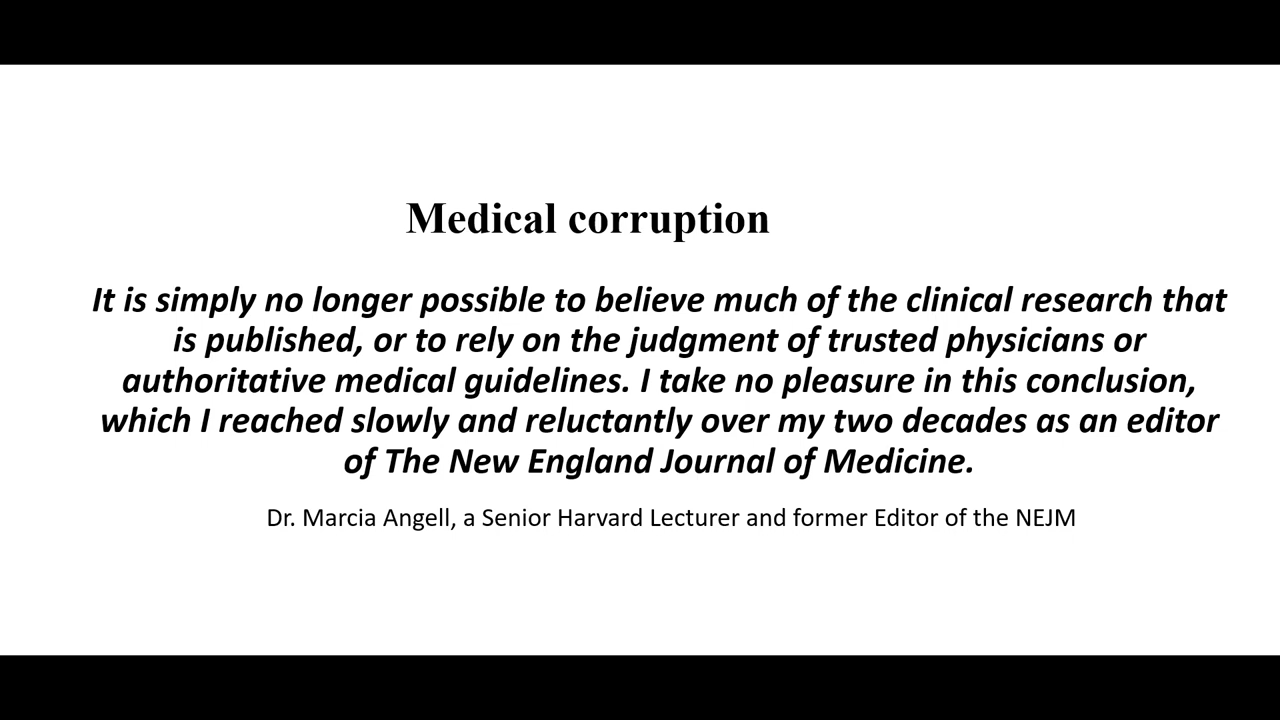 Medical corruption
It is simply no longer possible to believe much of the clinical research that
is published, or to rely on the judgment of trusted physicians or
authoritative medical guidelines. I take no pleasure in this conclusion,
which I reached slowly and reluctantly over my two decades as an editor
of The New England Journal of Medicine.
Dr. Marcia Angell, a Senior Harvard Lecturer and former Editor of the NEJM